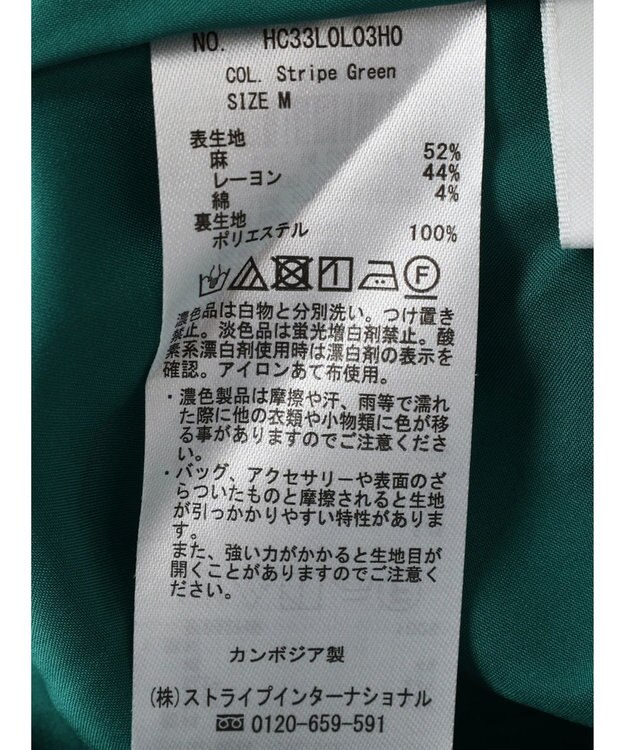 NO. HC33L0L03H0
COL. Stripe Green
SIZE M
表生地
麻 52%
レーヨン 44%
綿 4%
裏生地
ポリエステル 100%
F
濃色品は白物と分別洗い。つけ置き
禁止。淡色品は蛍光増白剤禁止。酸
素系漂白剤使用時は漂白剤の表示を
確認。アイロンあて布使用。
・濃色製品は摩擦や汗、雨等で濡れ
た際に他の衣類や小物類に色が移
る事がありますのでご注意くださ
い。
・バッグ、アクセサリーや表面のざ
らついたものと摩擦されると生地
が引っかかりやすい特性がありま
す。
また、強い力がかかると生地目が
開くことがありますのでご注意く
ださい。
カンボジア製
(株)ストライプインターナショナル
0120-659-591